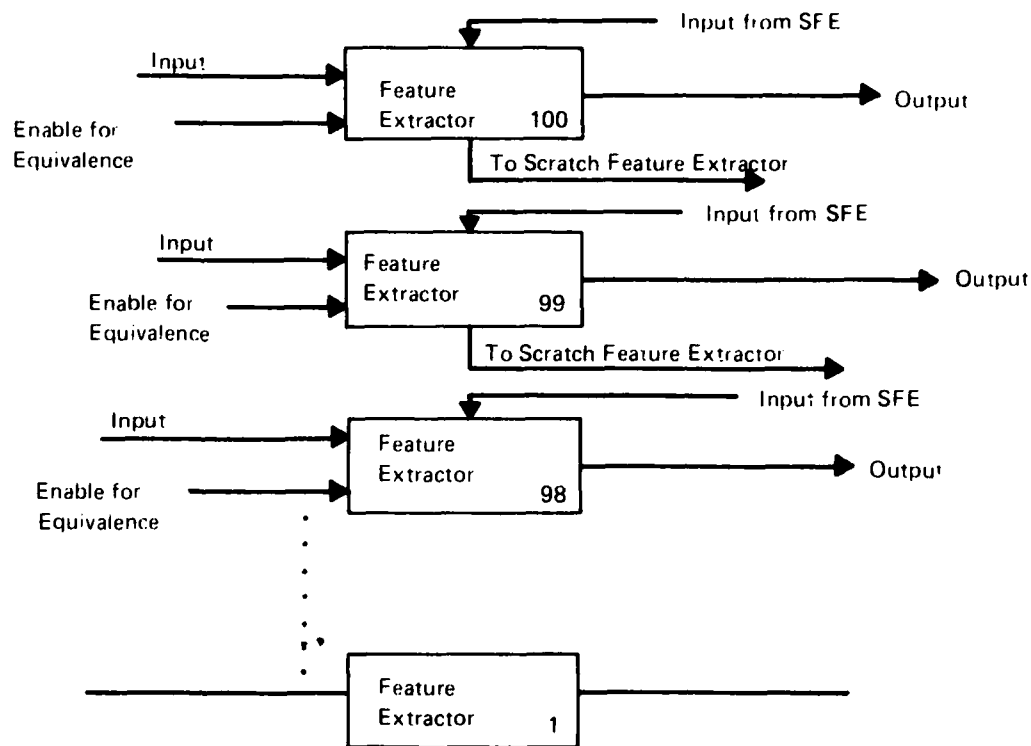 Input from SFE
Input
Feature
Extractor 100
Output
Enable for
Equivalence
To Scratch Feature Extractor
Input from SFE
Input
Feature
Extractor 99
Output
Enable for
Equivalence
To Scratch Feature Extractor
Input from SFE
Input
Feature
Extractor 98
Output
Enable for
Equivalence
Feature
Extractor 1